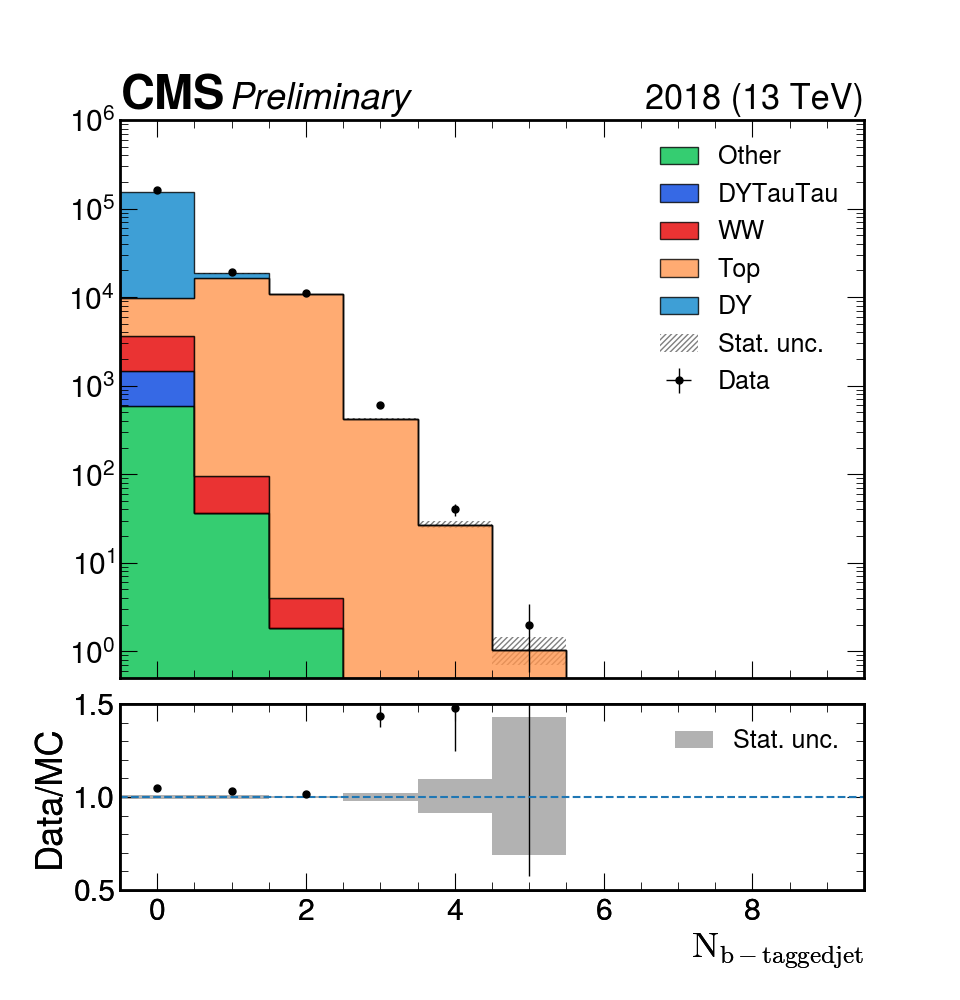 CMS Preliminary 2018 (13 TeV)
10^6
10^5
10^4
10^3
10^2
10^1
10^0
Other
DYTauTau
WW
Top
DY
Stat. unc.
Data
Data/MC
1.5
1.0
0.5
Stat. unc.
0 2 4 6 8
N_{b-taggedjet}